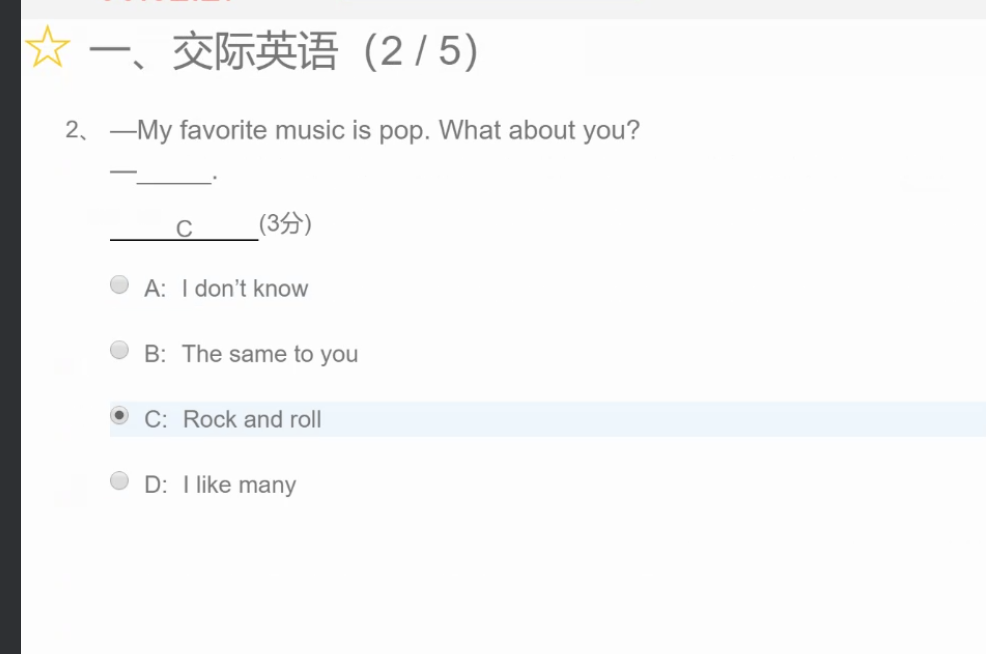 一、交际英语（2 / 5）
2、 —My favorite music is pop. What about you?
—______.
C (3分)
A: I don’t know
B: The same to you
C: Rock and roll
D: I like many